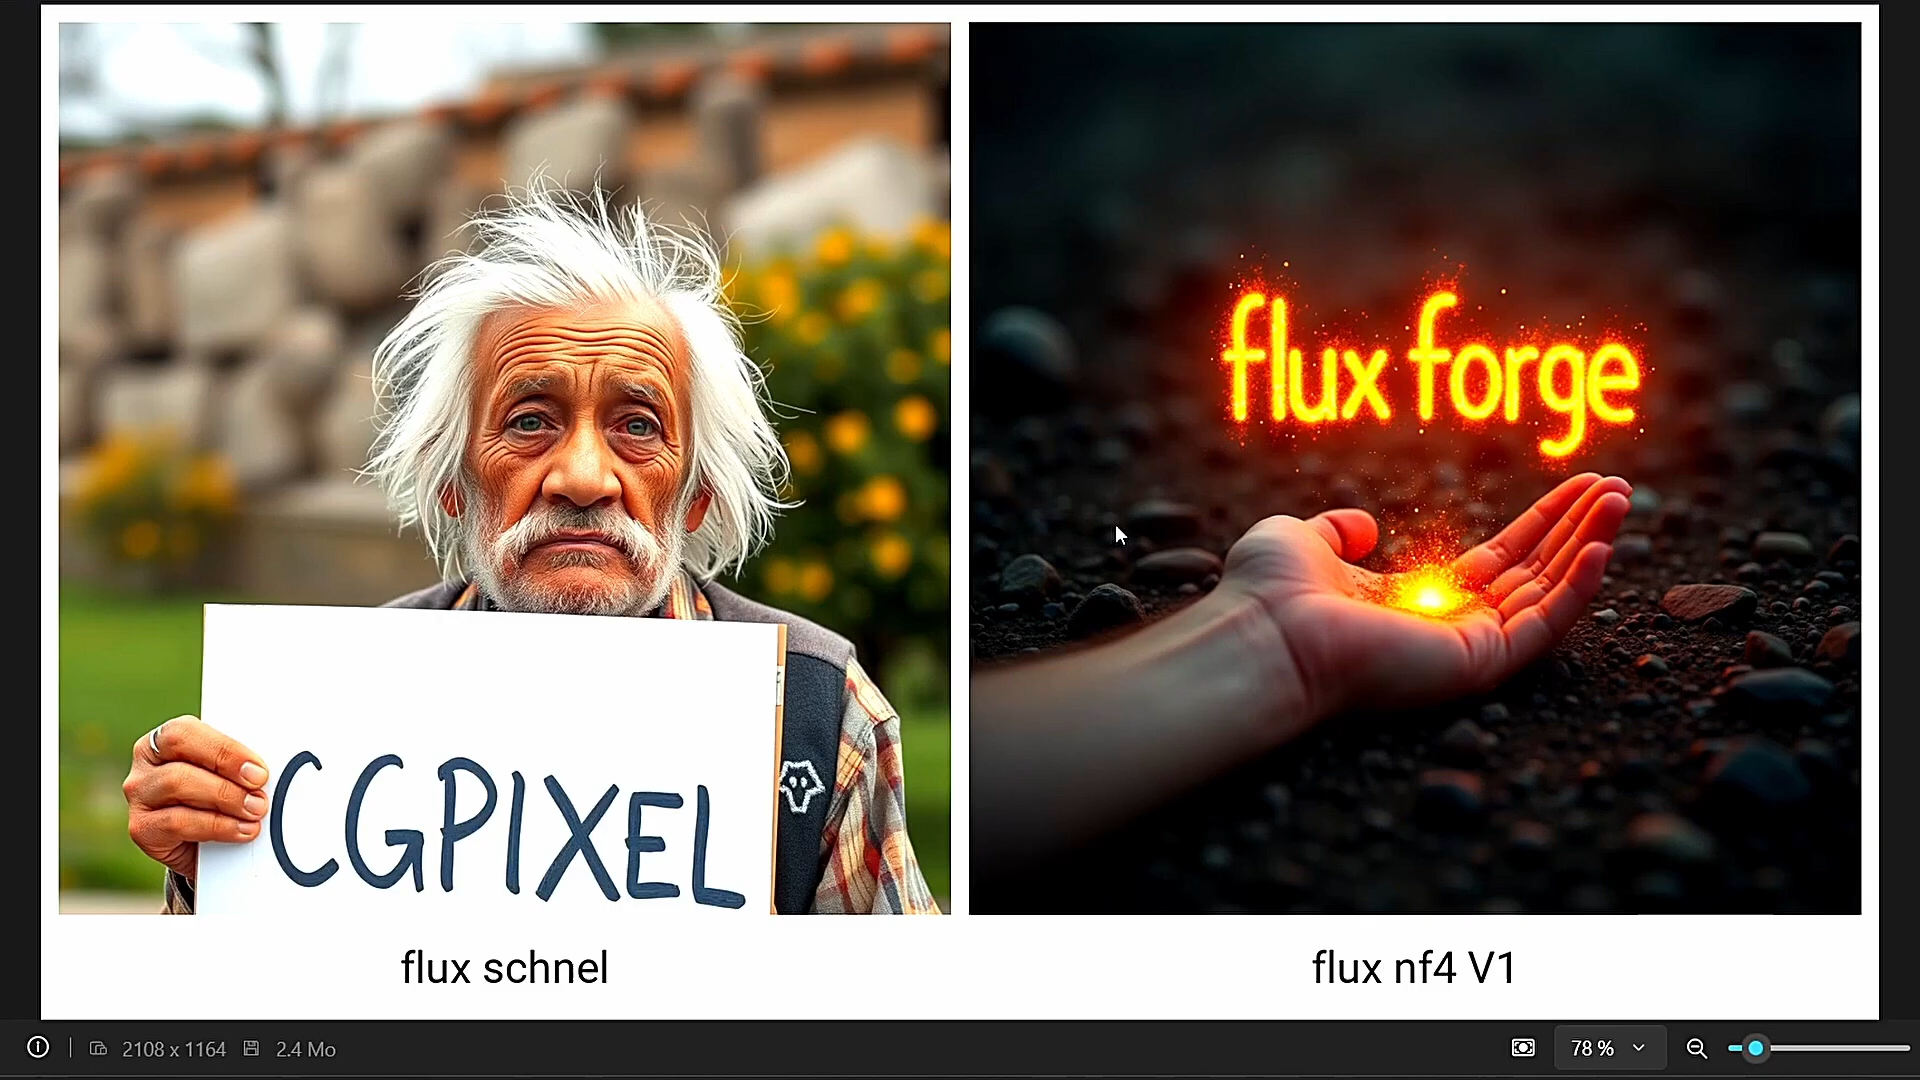 CGPIXEL
flux forge
flux schnel
flux nf4 V1
2108 x 1164
2.4 Mo
78 %